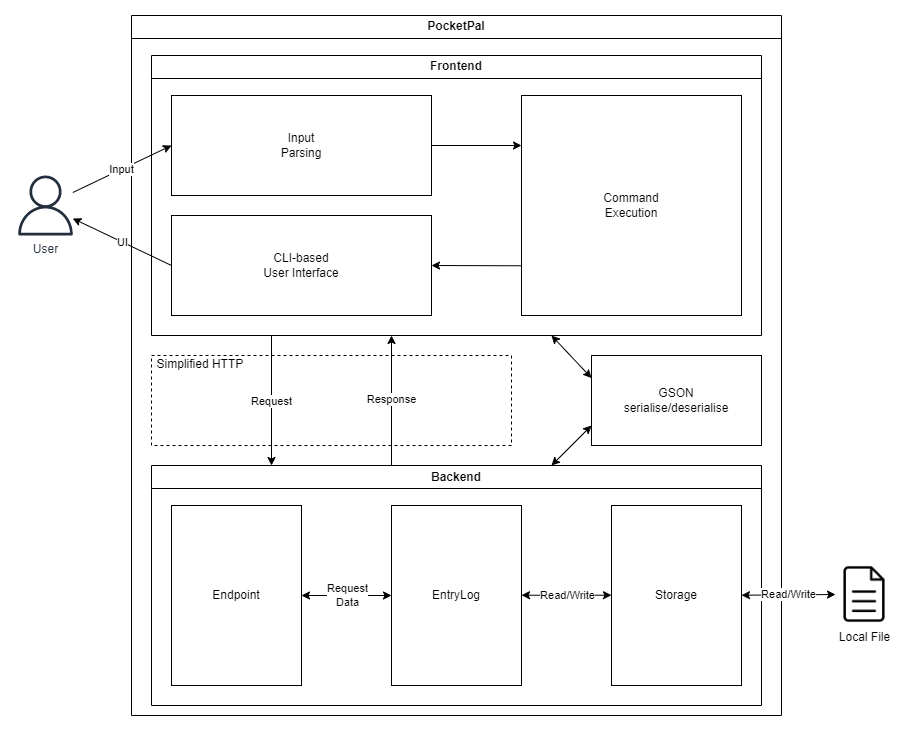 PocketPal
Frontend
Input
Parsing
Command
Execution
Input
UI
User
CLI-based
User Interface
Simplified HTTP
Request
Response
GSON
serialise/deserialise
Backend
Endpoint
Request
Data
EntryLog
Read/Write
Storage
Read/Write
Local File